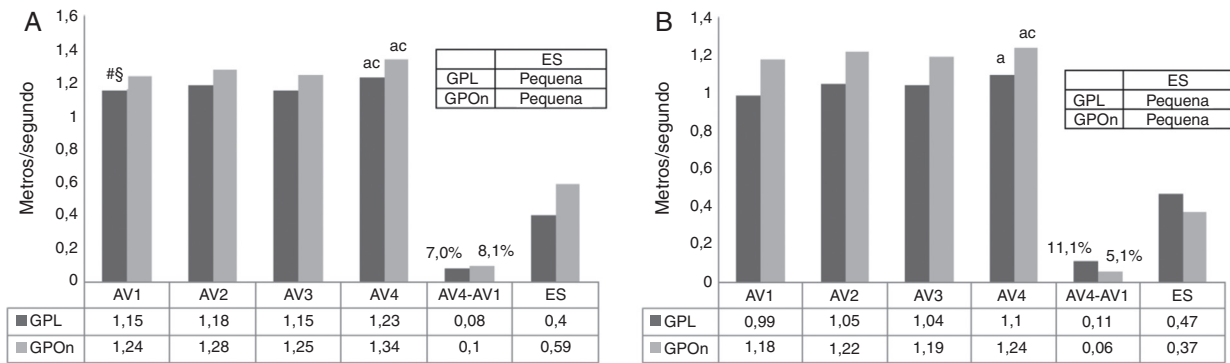 A
Metros/segundo
1,6
1,4
1,2
1
0,8
0,6
0,4
0,2
0
#§
ac
ac
7,0%
8,1%
ES
GPL Pequena
GPOn Pequena
AV1 AV2 AV3 AV4 AV4-AV1 ES
GPL 1,15 1,18 1,15 1,23 0,08 0,4
GPOn 1,24 1,28 1,25 1,34 0,1 0,59
B
Metros/segundo
1,4
1,2
1
0,8
0,6
0,4
0,2
0
a
ac
11,1%
5,1%
ES
GPL Pequena
GPOn Pequena
AV1 AV2 AV3 AV4 AV4-AV1 ES
GPL 0,99 1,05 1,04 1,1 0,11 0,47
GPOn 1,18 1,22 1,19 1,24 0,06 0,37